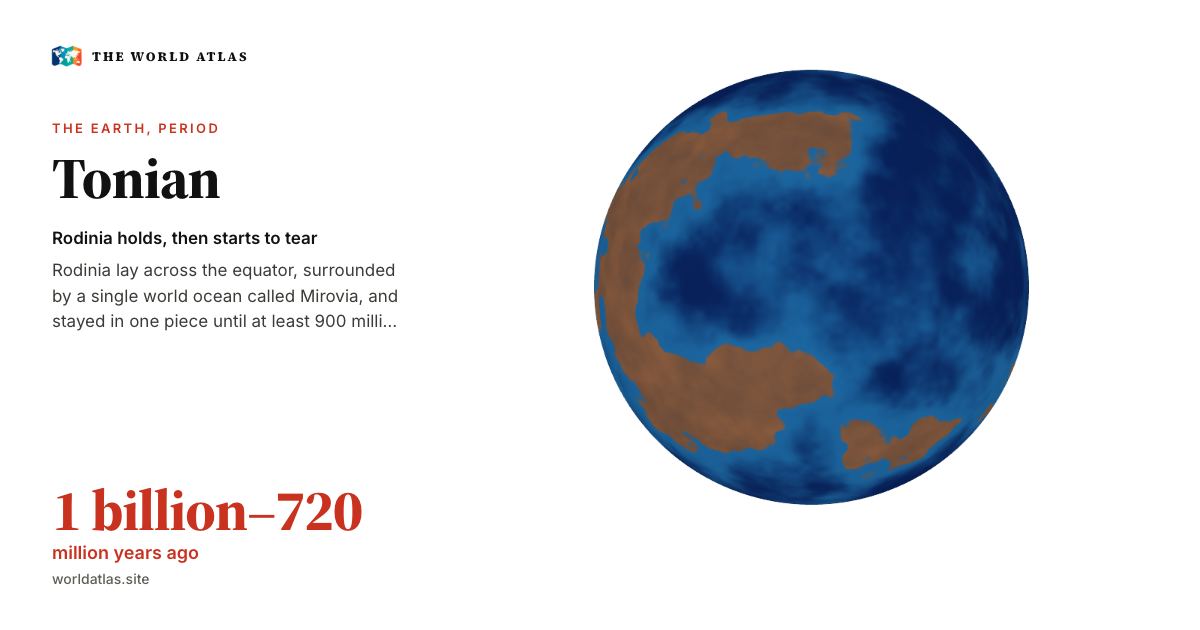 THE WORLD ATLAS
THE EARTH, PERIOD
Tonian
Rodinia holds, then starts to tear
Rodinia lay across the equator, surrounded
by a single world ocean called Mirovia, and
stayed in one piece until at least 900 milli...
1 billion–720
million years ago
worldatlas.site